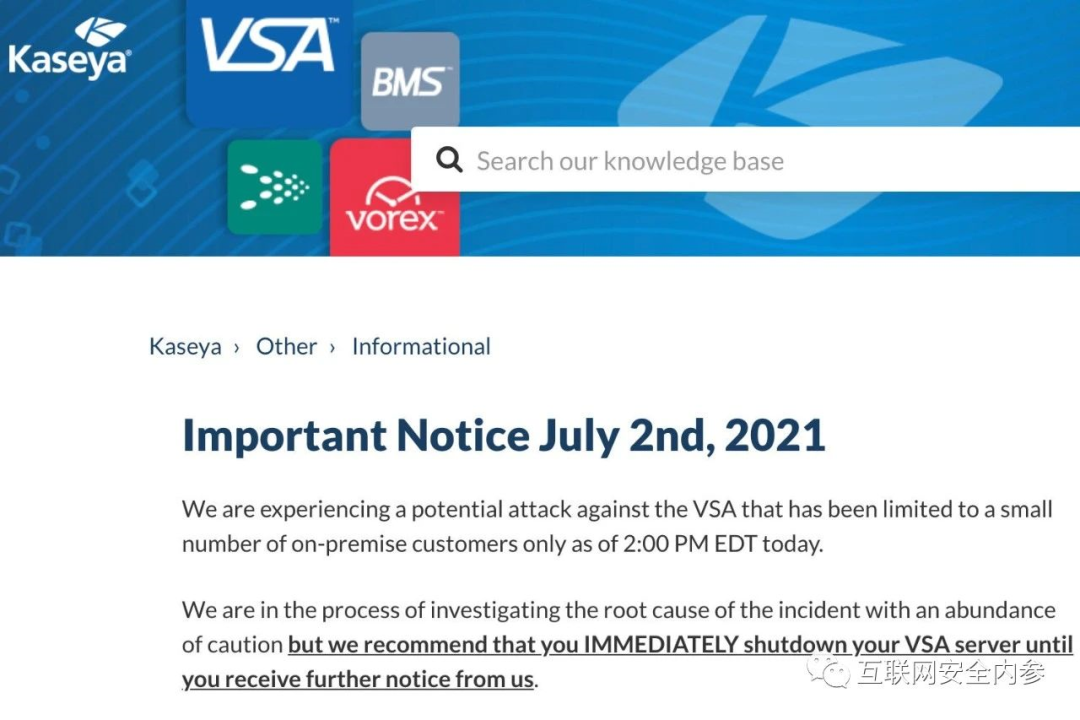 Kaseya®
VSA™
BMS™
vorex™
Search our knowledge base
Kaseya › Other › Informational
Important Notice July 2nd, 2021
We are experiencing a potential attack against the VSA that has been limited to a small
number of on-premise customers only as of 2:00 PM EDT today.
We are in the process of investigating the root cause of the incident with an abundance
of caution but we recommend that you IMMEDIATELY shutdown your VSA server until
you receive further notice from us.
互联网安全内参